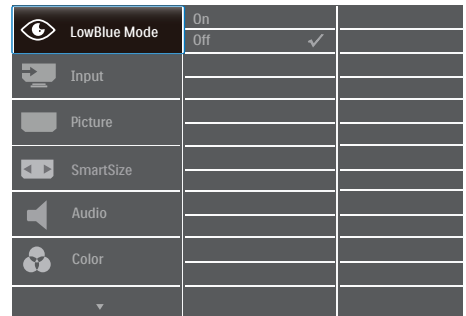 LowBlue Mode
On
Off
Input
Picture
SmartSize
Audio
Color